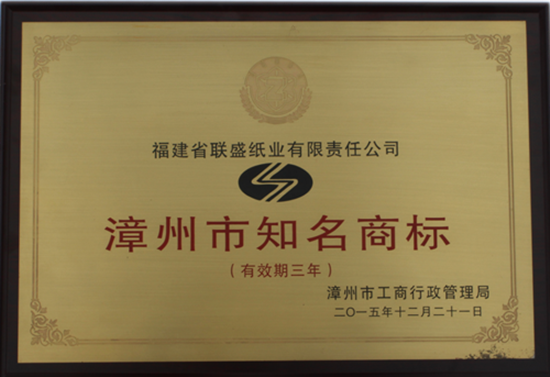 福建省联盛纸业有限责任公司
漳州市知名商标
（有效期三年）
漳州市工商行政管理局
二〇一五年十二月二十一日